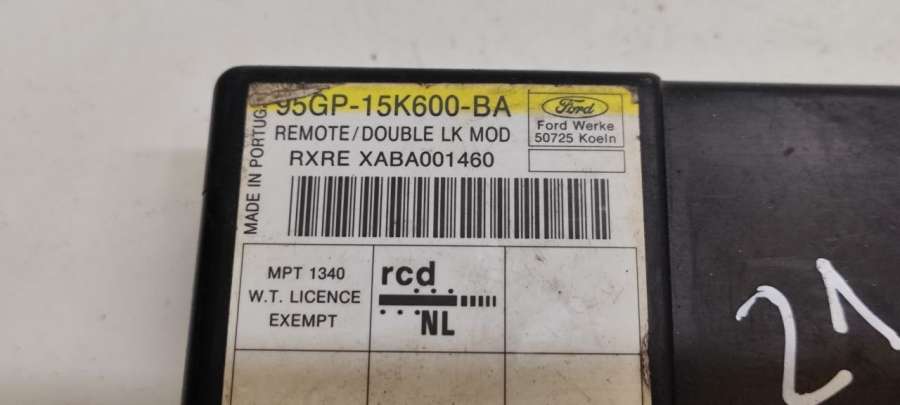 95GP-15K600-BA
REMOTE/DOUBLE LK MOD
RXRE XABA001460
Ford
Ford Werke
50725 Koeln
MADE IN PORTUG
MPT 1340
W.T. LICENCE
EXEMPT
rcd
NL
21